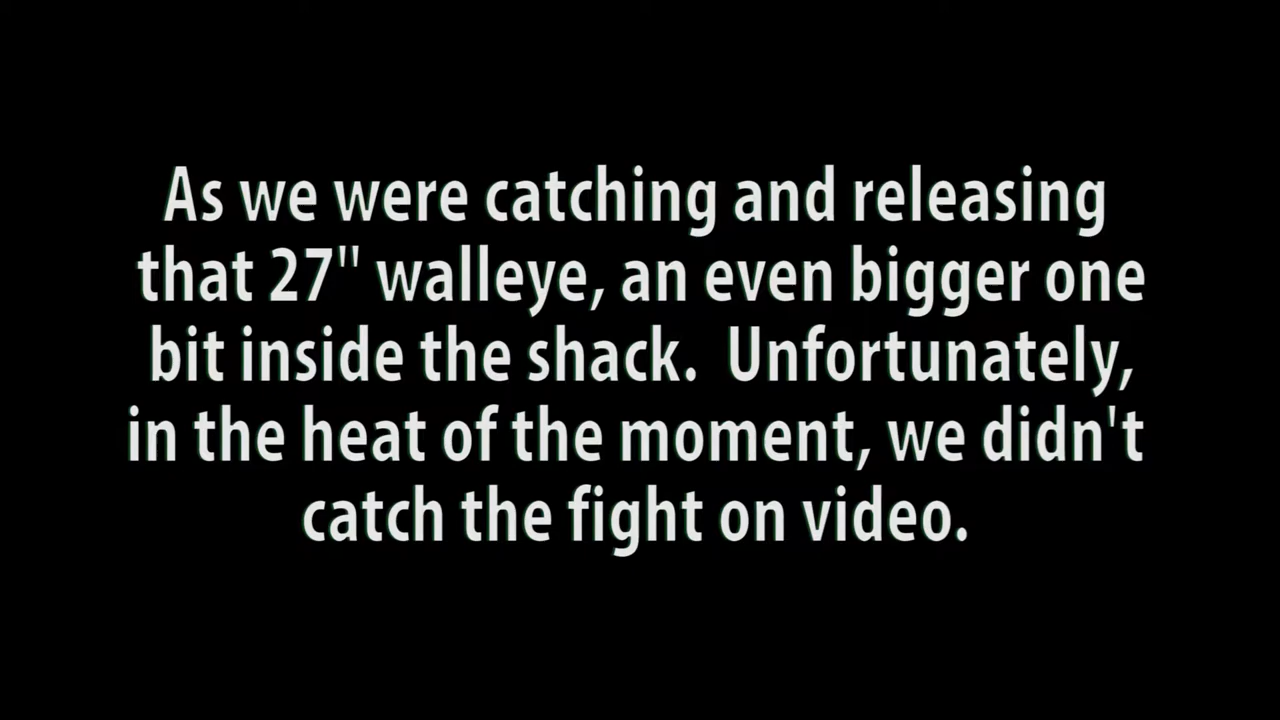 As we were catching and releasing
that 27" walleye, an even bigger one
bit inside the shack.  Unfortunately,
in the heat of the moment, we didn't
catch the fight on video.